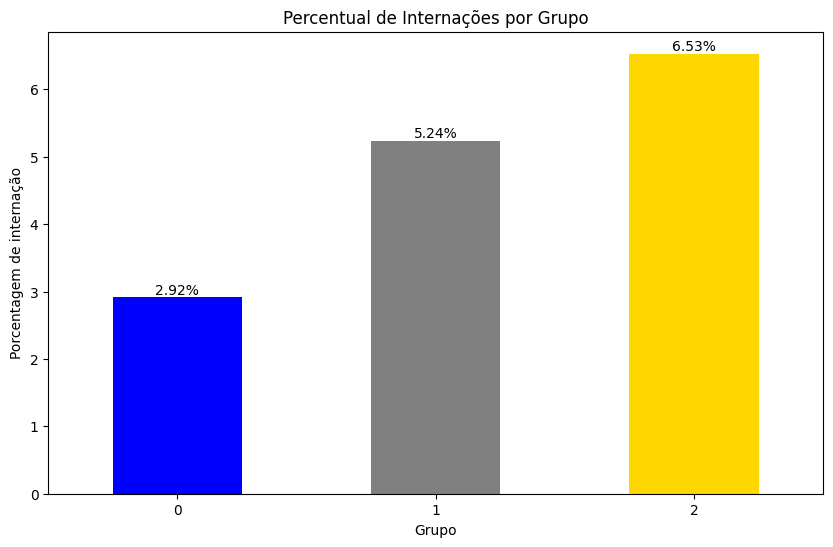 Percentual de Internações por Grupo
Porcentagem de internação
6
5
4
3
2
1
0
2.92%
5.24%
6.53%
0 1 2
Grupo